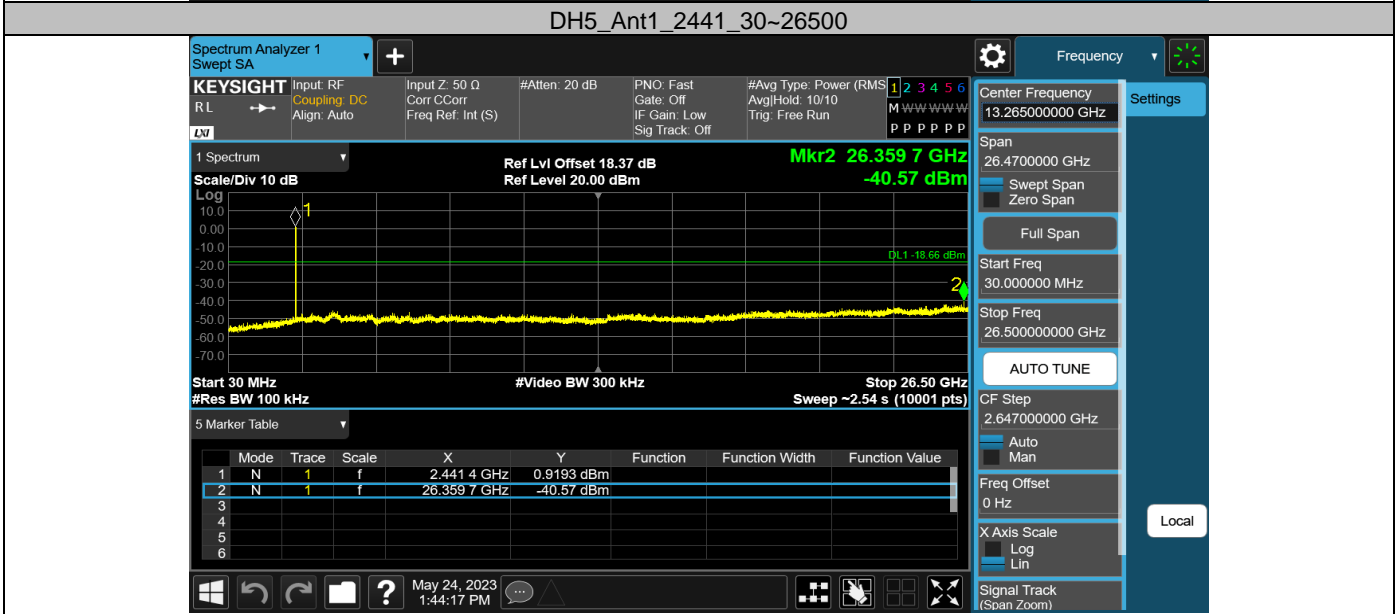 DH5_Ant1_2441_30~26500
Spectrum Analyzer 1
Swept SA
Frequency
KEYSIGHT
RL
LXI
Input: RF
Coupling: DC
Align: Auto
Input Z: 50 Ω
Corr CCorr
Freq Ref: Int (S)
#Atten: 20 dB
PNO: Fast
Gate: Off
IF Gain: Low
Sig Track: Off
#Avg Type: Power (RMS
Avg|Hold: 10/10
Trig: Free Run
1 2 3 4 5 6
M W W W W W
P P P P P P
1 Spectrum
Scale/Div 10 dB
Ref Lvl Offset 18.37 dB
Ref Level 20.00 dBm
Mkr2 26.359 7 GHz
-40.57 dBm
Log
10.0
0.00
-10.0
-20.0
-30.0
-40.0
-50.0
-60.0
-70.0
1
DL1 -18.66 dBm
2
Start 30 MHz
#Res BW 100 kHz
#Video BW 300 kHz
Stop 26.50 GHz
Sweep ~2.54 s (10001 pts)
5 Marker Table
Mode Trace Scale X Y Function Function Width Function Value
1 N 1 f 2.441 4 GHz 0.9193 dBm
2 N 1 f 26.359 7 GHz -40.57 dBm
3
4
5
6
May 24, 2023
1:44:17 PM
Center Frequency
13.265000000 GHz
Settings
Span
26.4700000 GHz
Swept Span
Zero Span
Full Span
Start Freq
30.000000 MHz
Stop Freq
26.500000000 GHz
AUTO TUNE
CF Step
2.647000000 GHz
Auto
Man
Freq Offset
0 Hz
Local
X Axis Scale
Log
Lin
Signal Track
(Span Zoom)